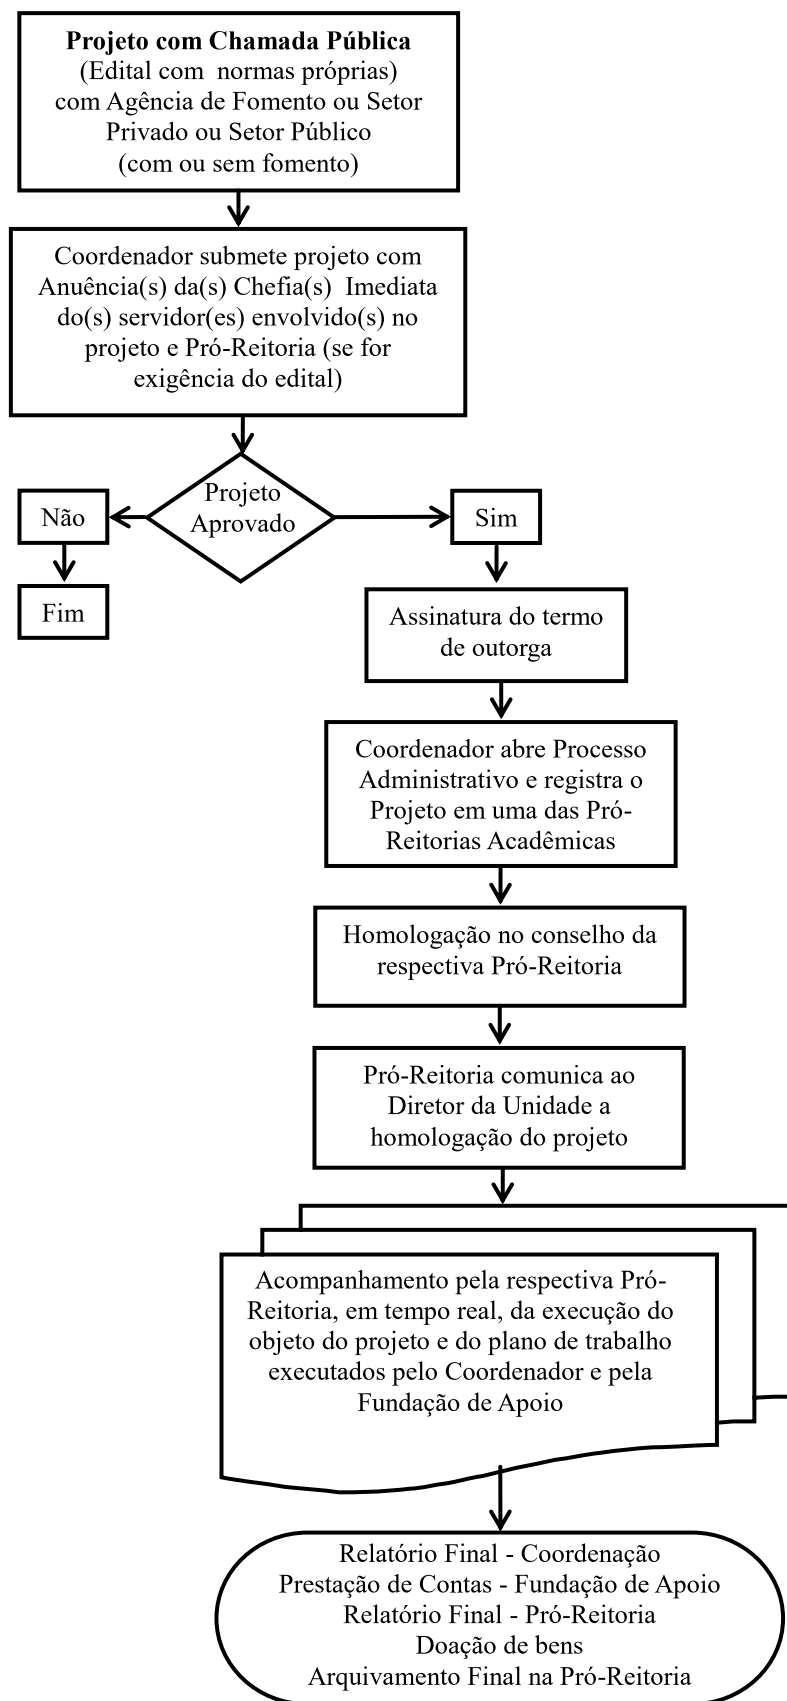 Projeto com Chamada Pública
(Edital com normas próprias)
com Agência de Fomento ou Setor
Privado ou Setor Público
(com ou sem fomento)
Coordenador submete projeto com
Anuência(s) da(s) Chefia(s) Imediata
do(s) servidor(es) envolvido(s) no
projeto e Pró-Reitoria (se for
exigência do edital)
Projeto
Aprovado
Não
Sim
Fim
Assinatura do termo
de outorga
Coordenador abre Processo
Administrativo e registra o
Projeto em uma das Pró-
Reitorias Acadêmicas
Homologação no conselho da
respectiva Pró-Reitoria
Pró-Reitoria comunica ao
Diretor da Unidade a
homologação do projeto
Acompanhamento pela respectiva Pró-
Reitoria, em tempo real, da execução do
objeto do projeto e do plano de trabalho
executados pelo Coordenador e pela
Fundação de Apoio
Relatório Final - Coordenação
Prestação de Contas - Fundação de Apoio
Relatório Final - Pró-Reitoria
Doação de bens
Arquivamento Final na Pró-Reitoria